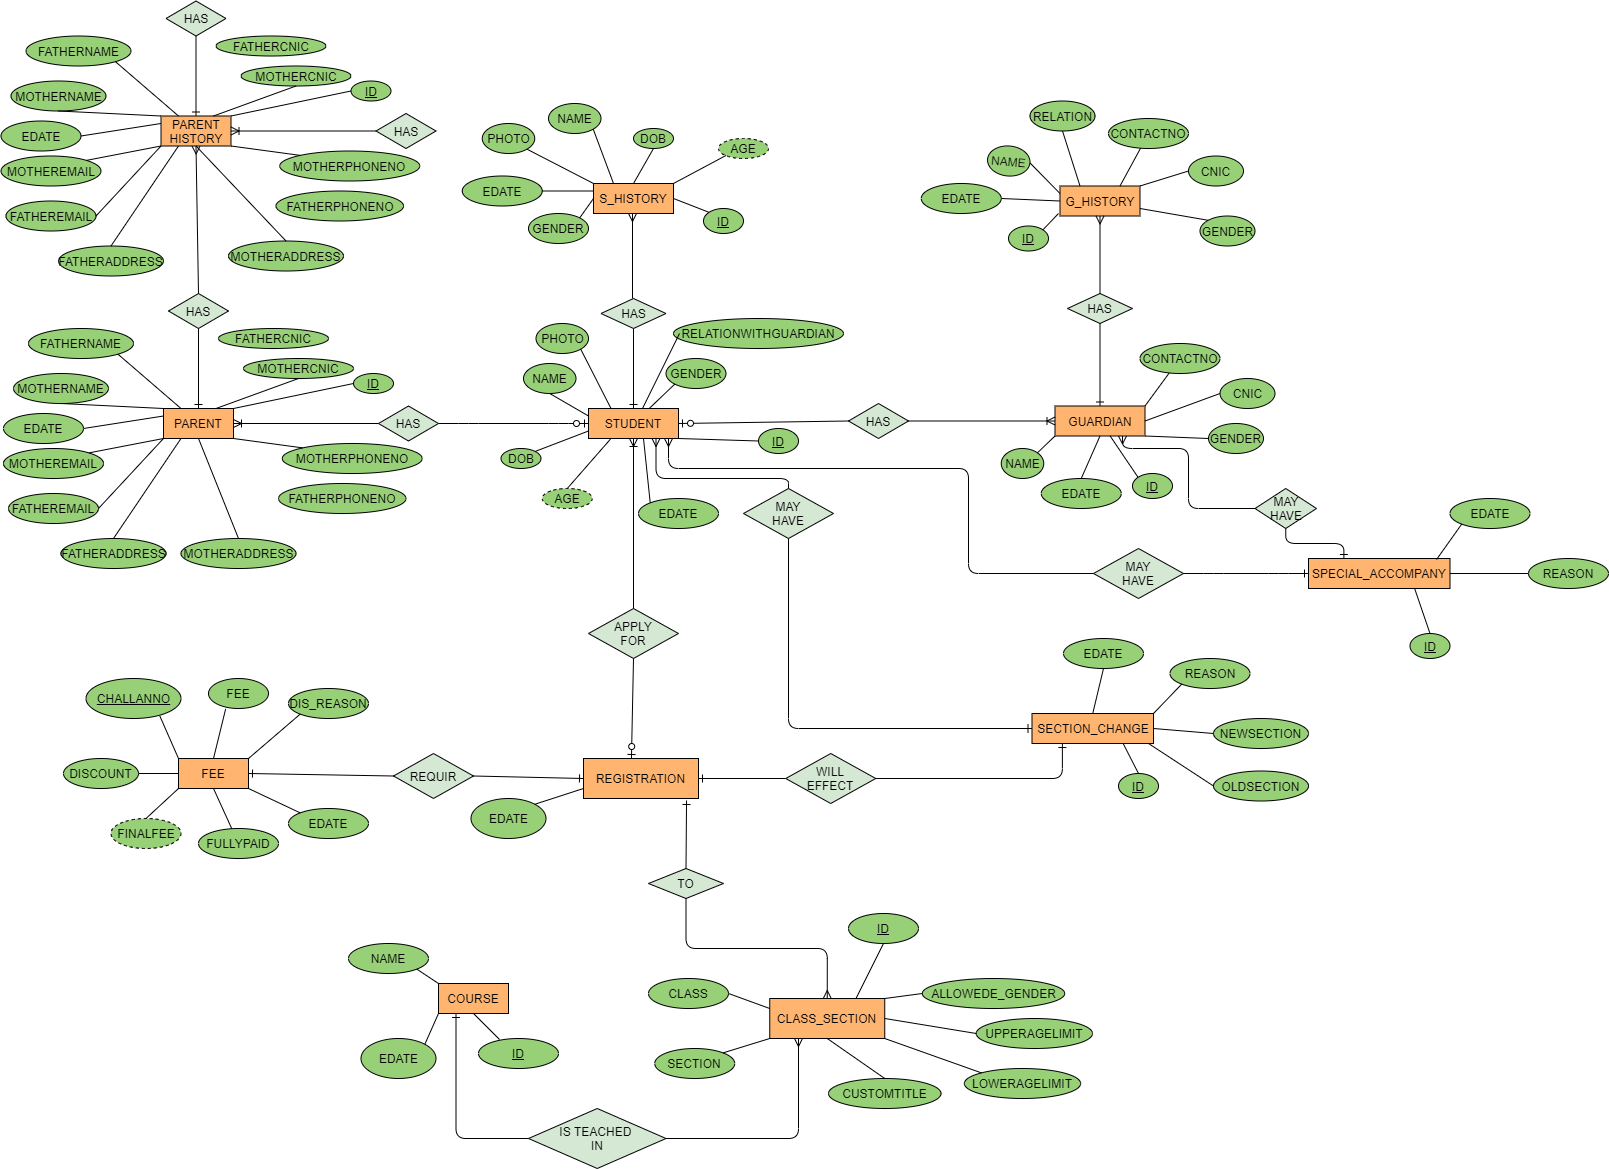 HAS
FATHERNAME
FATHERCNIC
MOTHERCNIC
MOTHERNAME
ID
EDATE
PARENT
HISTORY
HAS
MOTHEREMAIL
MOTHERPHONENO
FATHEREMAIL
FATHERPHONENO
FATHERADDRESS
MOTHERADDRESS
HAS
PHOTO
NAME
DOB
AGE
EDATE
S_HISTORY
GENDER
ID
HAS
RELATION
CONTACTNO
NAME
CNIC
EDATE
G_HISTORY
ID
GENDER
HAS
FATHERNAME
FATHERCNIC
MOTHERCNIC
MOTHERNAME
ID
EDATE
PARENT
HAS
MOTHEREMAIL
MOTHERPHONENO
FATHEREMAIL
FATHERPHONENO
FATHERADDRESS
MOTHERADDRESS
PHOTO
RELATIONWITHGUARDIAN
NAME
GENDER
STUDENT
HAS
DOB
ID
AGE
EDATE
CONTACTNO
CNIC
GUARDIAN
GENDER
NAME
EDATE
ID
MAY
HAVE
MAY
HAVE
EDATE
MAY
HAVE
SPECIAL_ACCOMPANY
REASON
ID
APPLY
FOR
EDATE
REASON
SECTION_CHANGE
NEWSECTION
ID
OLDSECTION
CHALLANNO
FEE
DIS_REASON
DISCOUNT
FEE
REQUIR
REGISTRATION
WILL
EFFECT
FINALFEE
FULLYPAID
EDATE
EDATE
TO
NAME
COURSE
EDATE
ID
ID
CLASS
ALLOWEDE_GENDER
CLASS_SECTION
UPPERAGELIMIT
SECTION
LOWERAGELIMIT
CUSTOMTITLE
IS TEACHED
IN